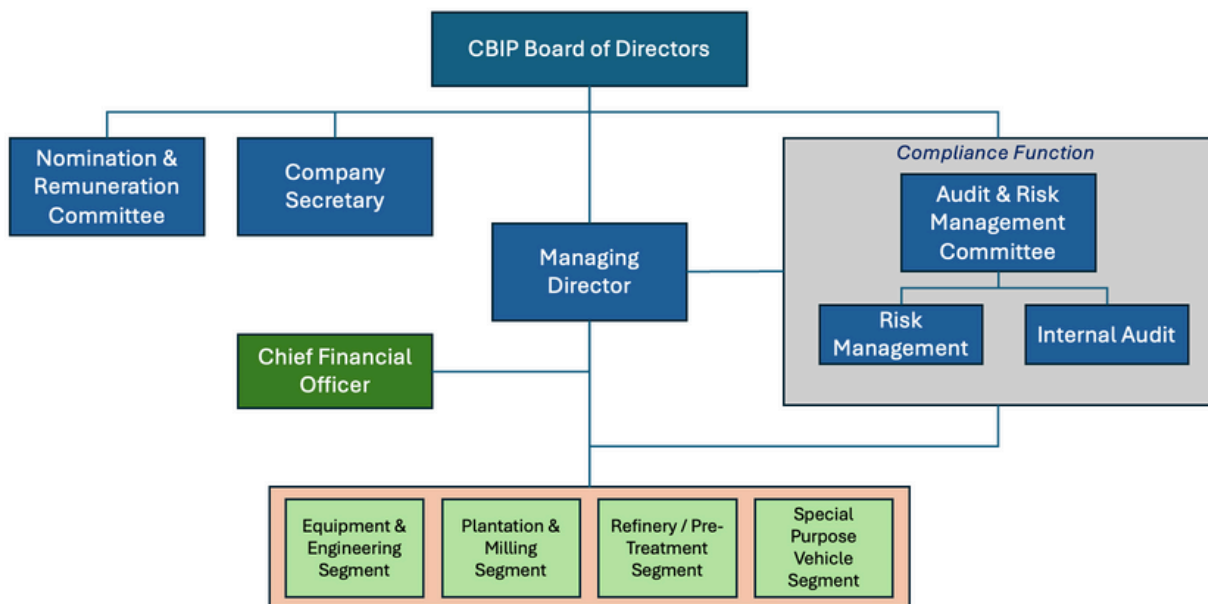 CBIP Board of Directors
Nomination &
Remuneration
Committee
Company
Secretary
Compliance Function
Audit & Risk
Management
Committee
Managing
Director
Risk
Management
Internal Audit
Chief Financial
Officer
Equipment &
Engineering
Segment
Plantation &
Milling
Segment
Refinery / Pre-
Treatment
Segment
Special
Purpose
Vehicle
Segment